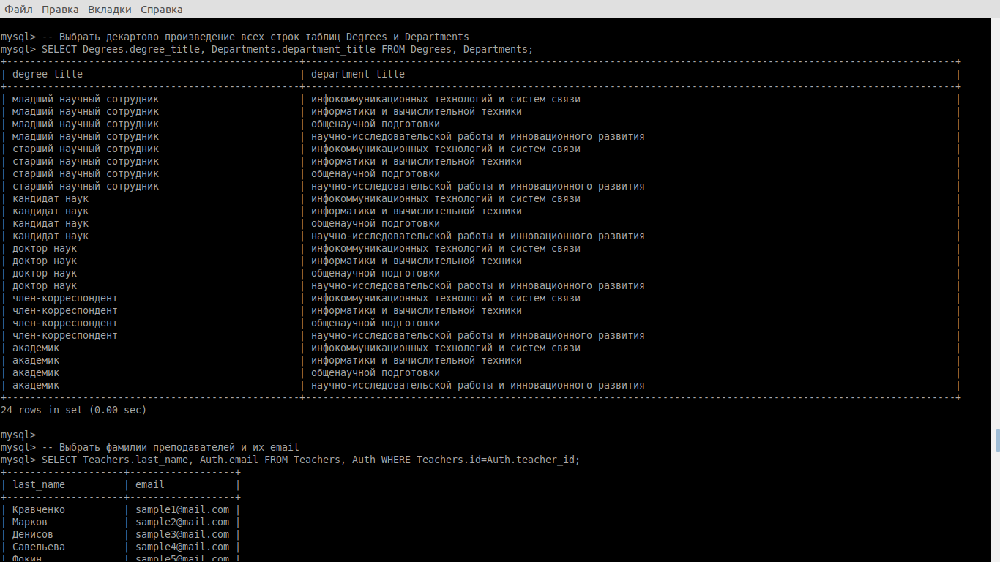 Файл Правка Вкладки Справка
mysql> -- Выбрать декартово произведение всех строк таблиц Degrees и Departments
mysql> SELECT Degrees.degree_title, Departments.department_title FROM Degrees, Departments;
| degree_title | department_title |
| младший научный сотрудник | инфокоммуникационных технологий и систем связи |
| младший научный сотрудник | информатики и вычислительной техники |
| младший научный сотрудник | общенаучной подготовки |
| младший научный сотрудник | научно-исследовательской работы и инновационного развития |
| старший научный сотрудник | инфокоммуникационных технологий и систем связи |
| старший научный сотрудник | информатики и вычислительной техники |
| старший научный сотрудник | общенаучной подготовки |
| старший научный сотрудник | научно-исследовательской работы и инновационного развития |
| кандидат наук | инфокоммуникационных технологий и систем связи |
| кандидат наук | информатики и вычислительной техники |
| кандидат наук | общенаучной подготовки |
| кандидат наук | научно-исследовательской работы и инновационного развития |
| доктор наук | инфокоммуникационных технологий и систем связи |
| доктор наук | информатики и вычислительной техники |
| доктор наук | общенаучной подготовки |
| доктор наук | научно-исследовательской работы и инновационного развития |
| член-корреспондент | инфокоммуникационных технологий и систем связи |
| член-корреспондент | информатики и вычислительной техники |
| член-корреспондент | общенаучной подготовки |
| член-корреспондент | научно-исследовательской работы и инновационного развития |
| академик | инфокоммуникационных технологий и систем связи |
| академик | информатики и вычислительной техники |
| академик | общенаучной подготовки |
| академик | научно-исследовательской работы и инновационного развития |
24 rows in set (0.00 sec)
mysql>
mysql> -- Выбрать фамилии преподавателей и их email
mysql> SELECT Teachers.last_name, Auth.email FROM Teachers, Auth WHERE Teachers.id=Auth.teacher_id;
| last_name | email |
| Кравченко | sample1@mail.com |
| Марков | sample2@mail.com |
| Денисов | sample3@mail.com |
| Савельева | sample4@mail.com |
| Фокин | sample5@mail.com |